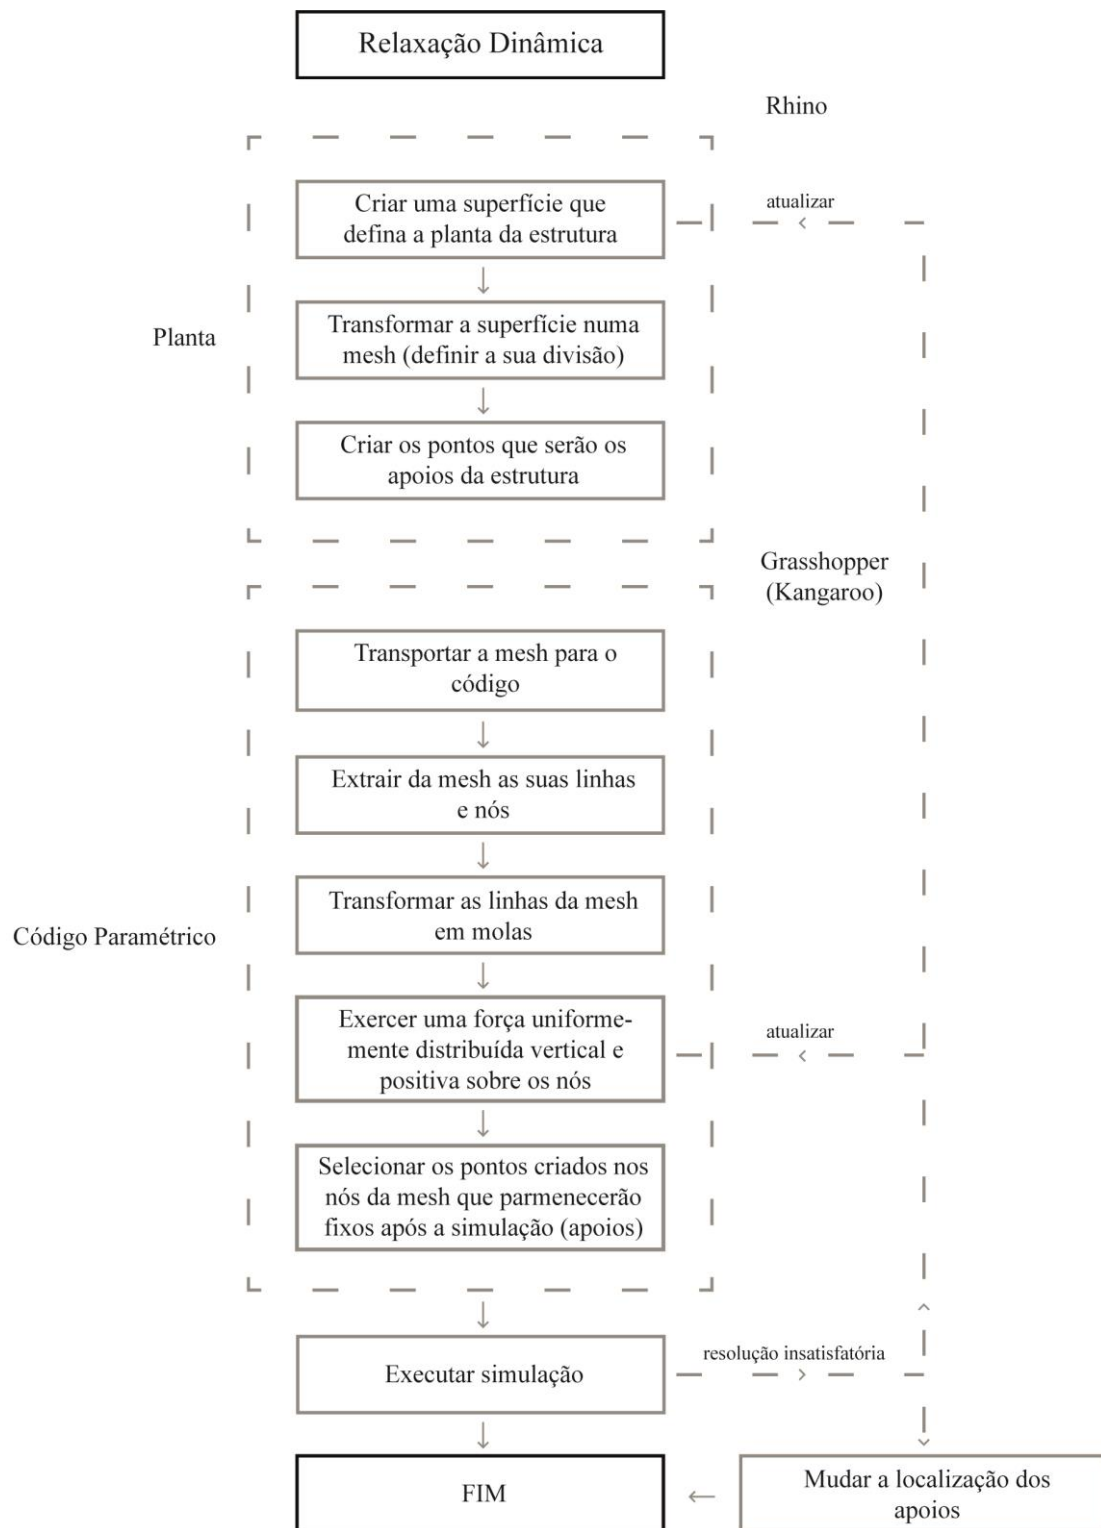 Relaxação Dinâmica
Rhino
Criar uma superfície que
defina a planta da estrutura
atualizar
Planta
Transformar a superfície numa
mesh (definir a sua divisão)
Criar os pontos que serão os
apoios da estrutura
Grasshopper
(Kangaroo)
Transportar a mesh para o
código
Extrair da mesh as suas linhas
e nós
Código Paramétrico
Transformar as linhas da mesh
em molas
Exercer uma força uniforme-
mente distribuída vertical e
positiva sobre os nós
atualizar
Selecionar os pontos criados nos
nós da mesh que parmenecerão
fixos após a simulação (apoios)
Executar simulação
resolução insatisfatória
FIM
Mudar a localização dos
apoios